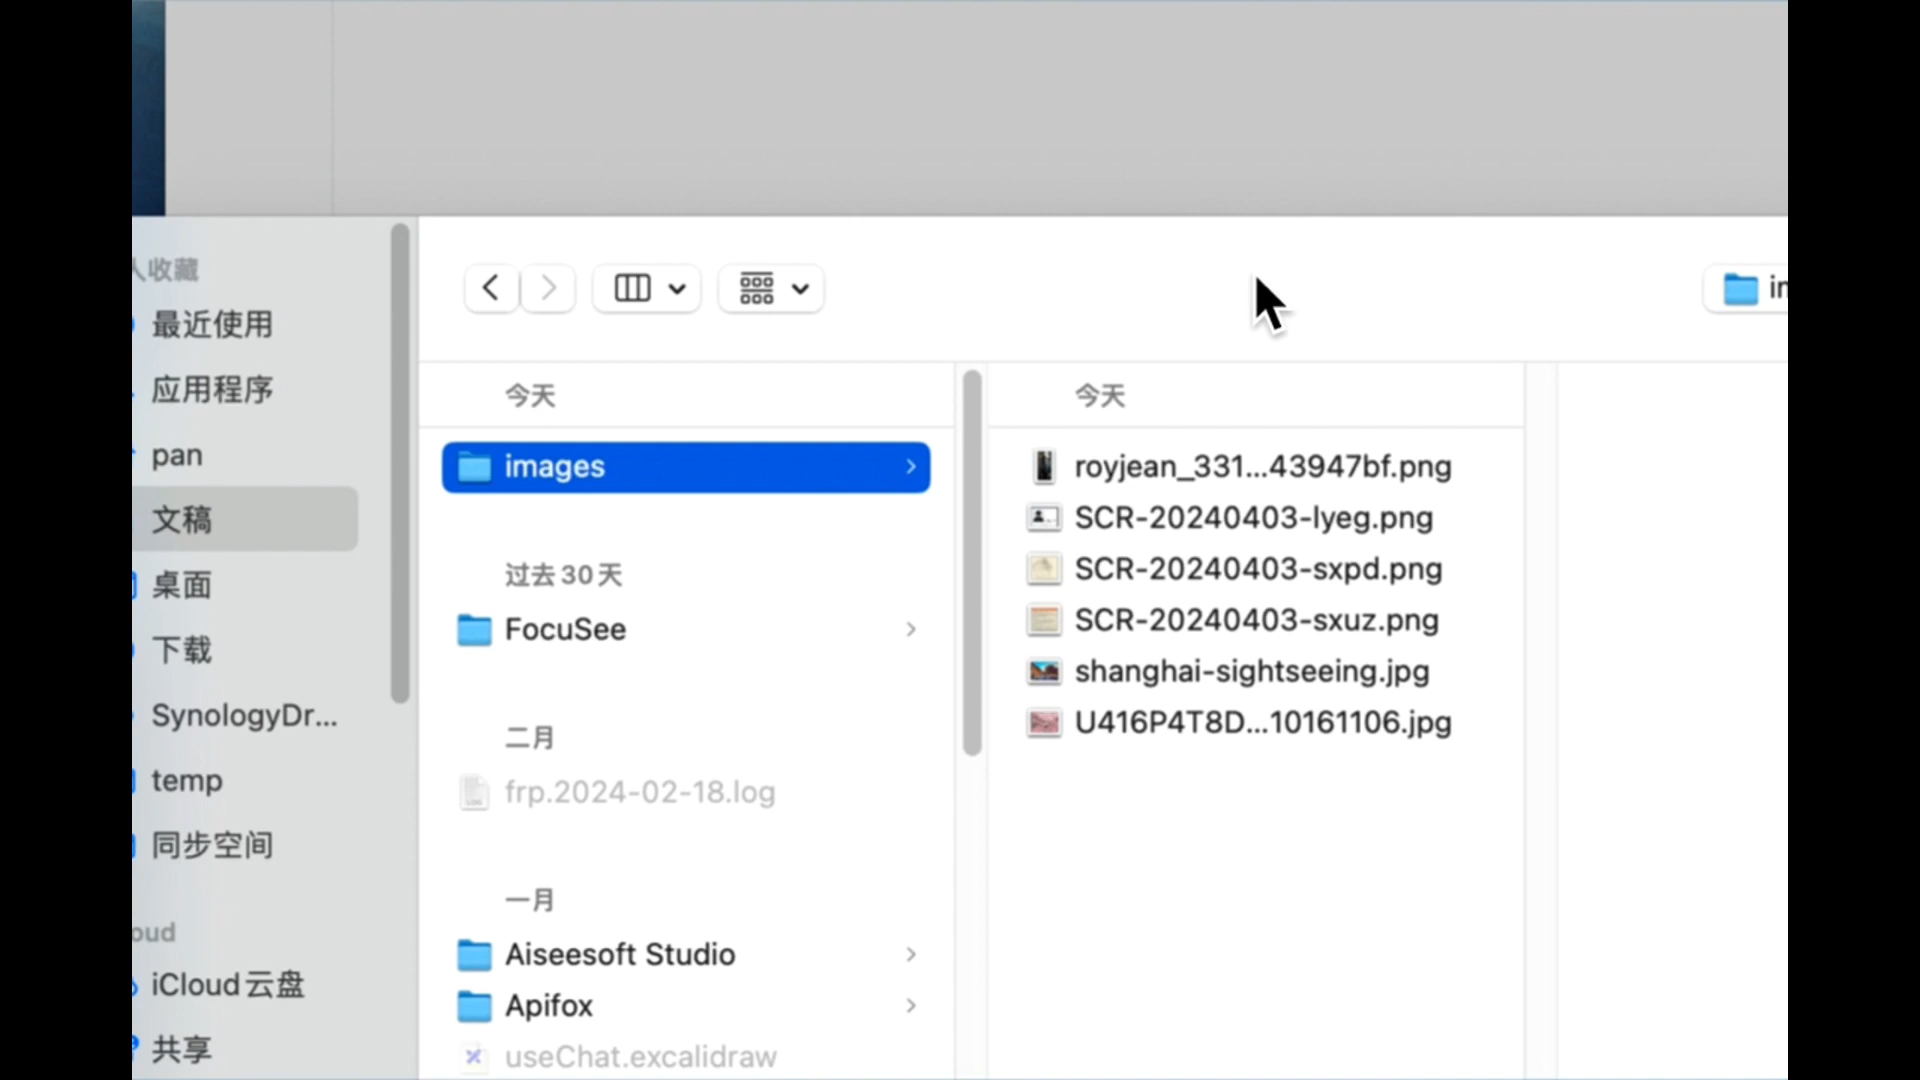 人收藏
最近使用
应用程序
pan
文稿
桌面
下载
SynologyDr...
temp
同步空间
oud
iCloud云盘
共享
im
今天
images
过去30天
FocuSee
二月
frp.2024-02-18.log
一月
Aiseesoft Studio
Apifox
useChat.excalidraw
今天
royjean_331...43947bf.png
SCR-20240403-lyeg.png
SCR-20240403-sxpd.png
SCR-20240403-sxuz.png
shanghai-sightseeing.jpg
U416P4T8D...10161106.jpg